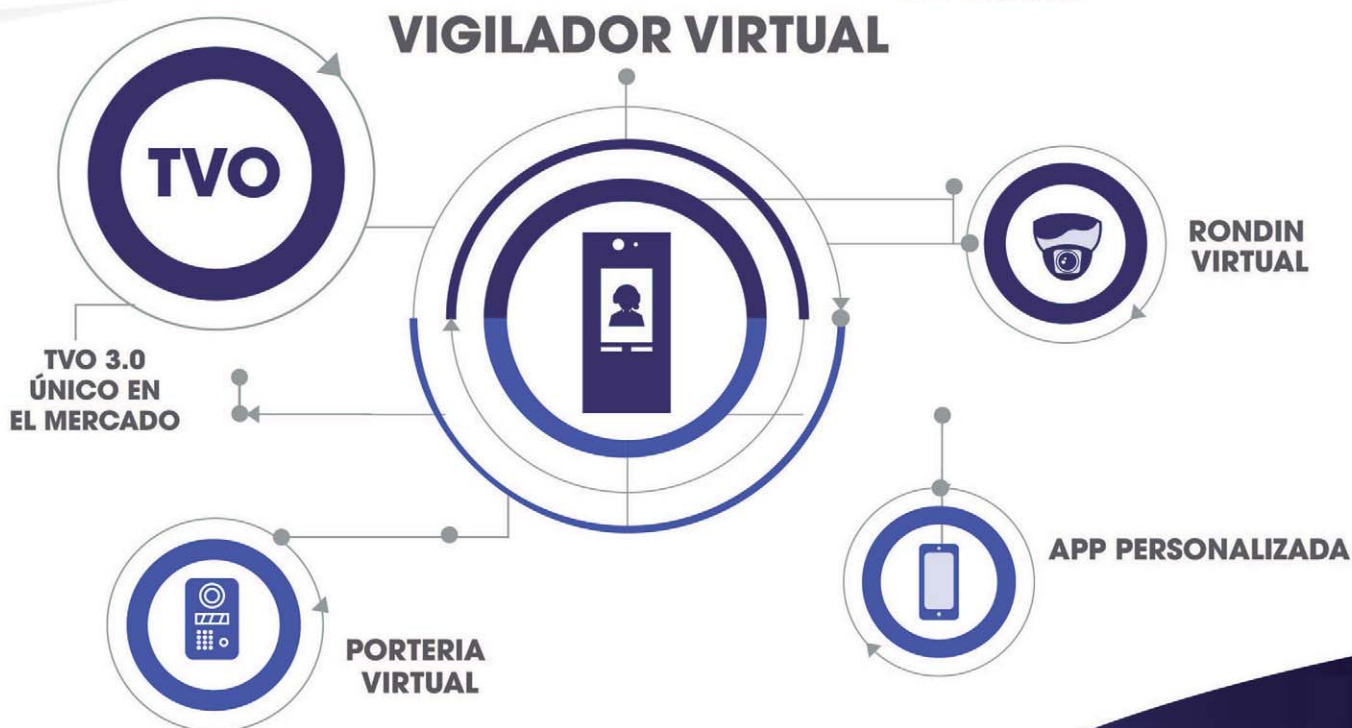 VIGILADOR VIRTUAL
TVO
RONDIN
VIRTUAL
TVO 3.0
ÚNICO EN
EL MERCADO
APP PERSONALIZADA
PORTERIA
VIRTUAL